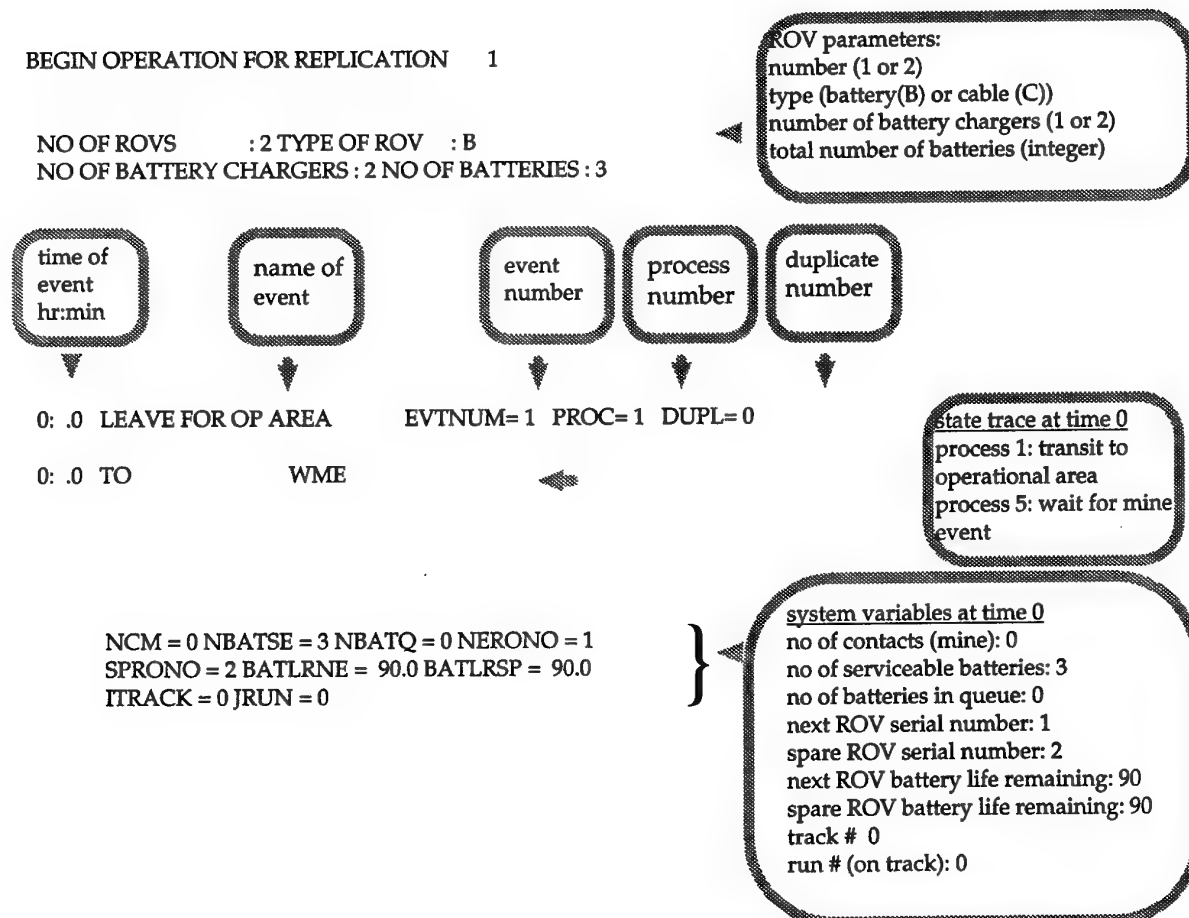 BEGIN OPERATION FOR REPLICATION 1
ROV parameters:
number (1 or 2)
type (battery(B) or cable (C))
number of battery chargers (1 or 2)
total number of batteries (integer)
NO OF ROVS : 2 TYPE OF ROV : B
NO OF BATTERY CHARGERS : 2 NO OF BATTERIES : 3
time of
event
hr:min
name of
event
event
number
process
number
duplicate
number
0: .0 LEAVE FOR OP AREA EVTNUM= 1 PROC= 1 DUPL= 0
0: .0 TO WME
state trace at time 0
process 1: transit to
operational area
process 5: wait for mine
event
NCM = 0 NBATSE = 3 NBATQ = 0 NERONO = 1
SPRONO = 2 BATLRNE = 90.0 BATLRSP = 90.0
ITRACK = 0 JRUN = 0
}
system variables at time 0
no of contacts (mine): 0
no of serviceable batteries: 3
no of batteries in queue: 0
next ROV serial number: 1
spare ROV serial number: 2
next ROV battery life remaining: 90
spare ROV battery life remaining: 90
track # 0
run # (on track): 0